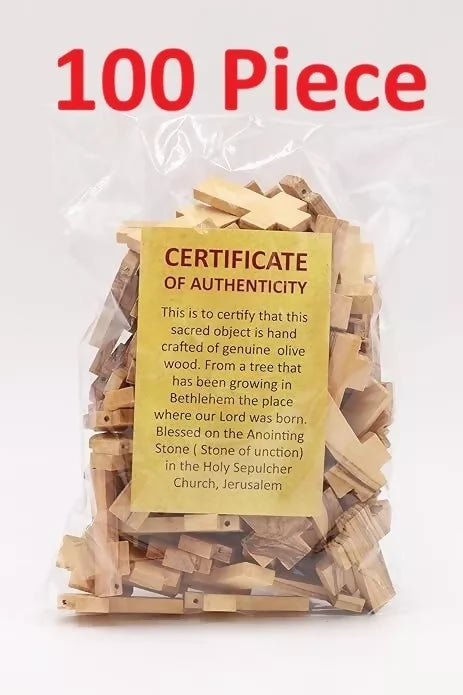 100 Piece
CERTIFICATE
OF AUTHENTICITY
This is to certify that this
sacred object is hand
crafted of genuine olive
wood. From a tree that
has been growing in
Bethlehem the place
where our Lord was born.
Blessed on the Anointing
Stone ( Stone of unction)
in the Holy Sepulcher
Church, Jerusalem